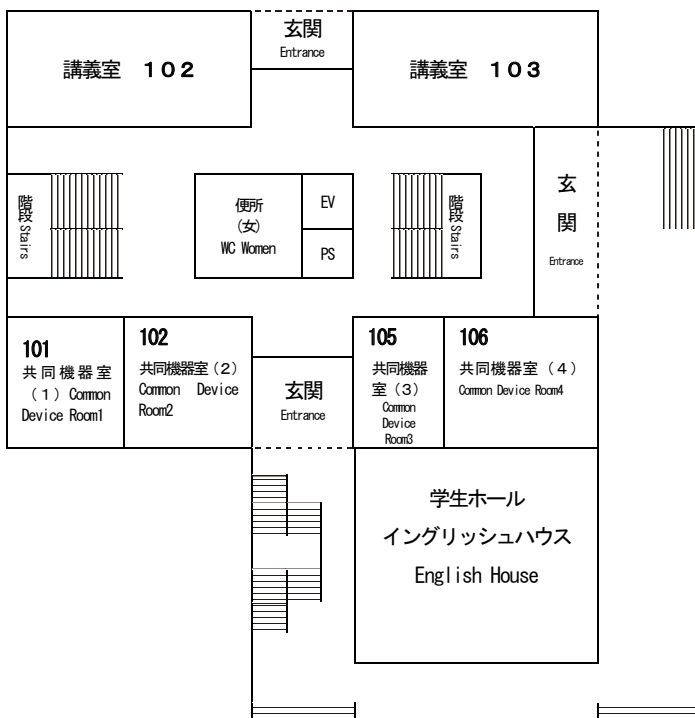 玄関
Entrance
講義室　１０２
講義室　１０３
階段 Stairs
便所
(女)
WC Women
EV
PS
階段 Stairs
玄
関
Entrance
101
共同機器室
（１）Common
Device Room1
102
共同機器室（２）
Common Device
Room2
玄関
Entrance
105
共同機器
室（３）
Common
Device
Room3
106
共同機器室（４）
Common Device Room4
学生ホール
イングリッシュハウス
English House